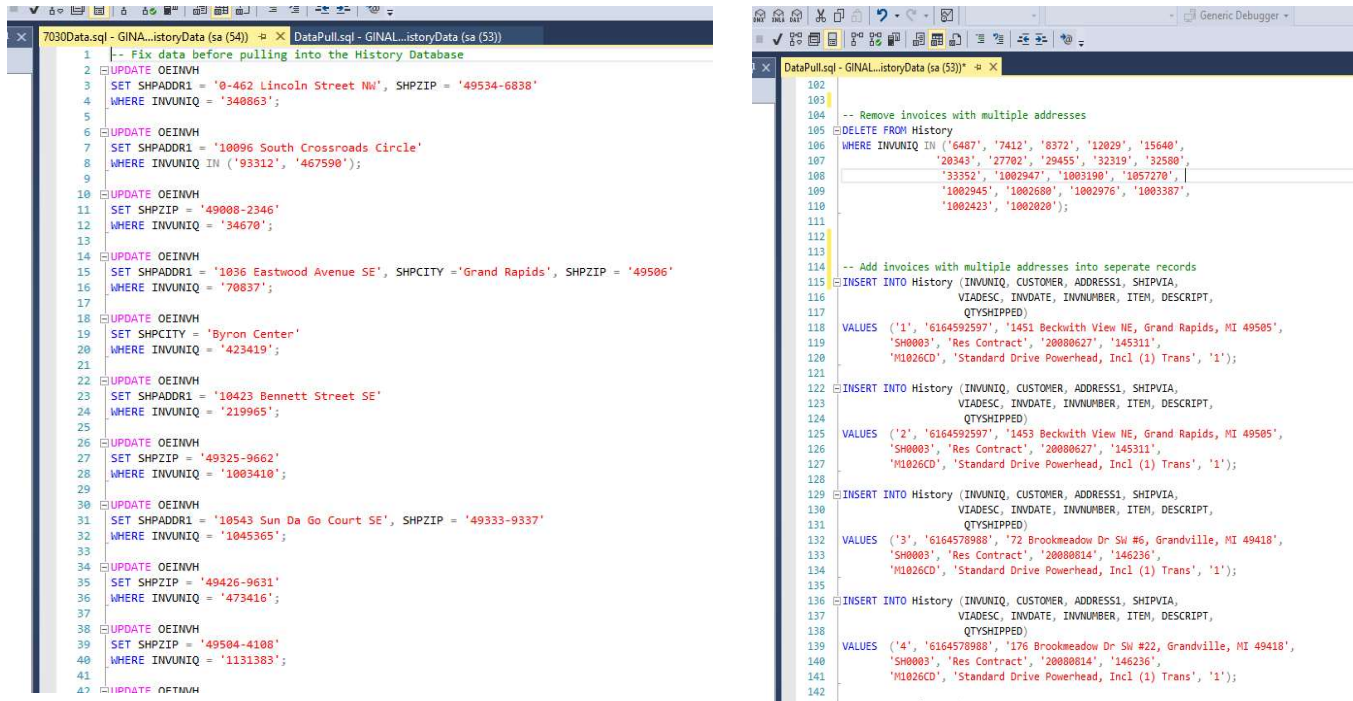 7030Data.sql - GINA...istoryData (sa (54)) DataPull.sql - GINAL...istoryData (sa (53))
1 -- Fix data before pulling into the History Database
2 UPDATE OEINVH
3 SET SHPADDR1 = '0-462 Lincoln Street NW', SHPZIP = '49534-6838'
4 WHERE INVUNIQ = '340863';
5
6 UPDATE OEINVH
7 SET SHPADDR1 = '10096 South Crossroads Circle'
8 WHERE INVUNIQ IN ('93312', '467590');
9
10 UPDATE OEINVH
11 SET SHPZIP = '49008-2346'
12 WHERE INVUNIQ = '34670';
13
14 UPDATE OEINVH
15 SET SHPADDR1 = '1036 Eastwood Avenue SE', SHPCITY ='Grand Rapids', SHPZIP = '49506'
16 WHERE INVUNIQ = '70837';
17
18 UPDATE OEINVH
19 SET SHPCITY = 'Byron Center'
20 WHERE INVUNIQ = '423419';
21
22 UPDATE OEINVH
23 SET SHPADDR1 = '10423 Bennett Street SE'
24 WHERE INVUNIQ = '219965';
25
26 UPDATE OEINVH
27 SET SHPZIP = '49325-9662'
28 WHERE INVUNIQ = '1003410';
29
30 UPDATE OEINVH
31 SET SHPADDR1 = '10543 Sun Da Go Court SE', SHPZIP = '49333-9337'
32 WHERE INVUNIQ = '1045365';
33
34 UPDATE OEINVH
35 SET SHPZIP = '49426-9631'
36 WHERE INVUNIQ = '473416';
37
38 UPDATE OEINVH
39 SET SHPZIP = '49504-4108'
40 WHERE INVUNIQ = '1131383';
41
42 UPDATE OEINVH
Generic Debugger
DataPull.sql - GINAL...istoryData (sa (53))*
102
103
104 -- Remove invoices with multiple addresses
105 DELETE FROM History
106 WHERE INVUNIQ IN ('6487', '7412', '8372', '12029', '15640',
107 '20343', '27702', '29455', '32319', '32580',
108 '33352', '1002947', '1003190', '1057270',
109 '1002945', '1002680', '1002976', '1003387',
110 '1002423', '1002020');
111
112
113
114 -- Add invoices with multiple addresses into seperate records
115 INSERT INTO History (INVUNIQ, CUSTOMER, ADDRESS1, SHIPVIA,
116 VIADESC, INVDATE, INVNUMBER, ITEM, DESCRIPT,
117 QTYSHIPPED)
118 VALUES ('1', '6164592597', '1451 Beckwith View NE, Grand Rapids, MI 49505',
119 'SH0003', 'Res Contract', '20080627', '145311',
120 'M1026CD', 'Standard Drive Powerhead, Incl (1) Trans', '1');
121
122 INSERT INTO History (INVUNIQ, CUSTOMER, ADDRESS1, SHIPVIA,
123 VIADESC, INVDATE, INVNUMBER, ITEM, DESCRIPT,
124 QTYSHIPPED)
125 VALUES ('2', '6164592597', '1453 Beckwith View NE, Grand Rapids, MI 49505',
126 'SH0003', 'Res Contract', '20080627', '145311',
127 'M1026CD', 'Standard Drive Powerhead, Incl (1) Trans', '1');
128
129 INSERT INTO History (INVUNIQ, CUSTOMER, ADDRESS1, SHIPVIA,
130 VIADESC, INVDATE, INVNUMBER, ITEM, DESCRIPT,
131 QTYSHIPPED)
132 VALUES ('3', '6164578988', '72 Brookmeadow Dr SW #6, Grandville, MI 49418',
133 'SH0003', 'Res Contract', '20080814', '146236',
134 'M1026CD', 'Standard Drive Powerhead, Incl (1) Trans', '1');
135
136 INSERT INTO History (INVUNIQ, CUSTOMER, ADDRESS1, SHIPVIA,
137 VIADESC, INVDATE, INVNUMBER, ITEM, DESCRIPT,
138 QTYSHIPPED)
139 VALUES ('4', '6164578988', '176 Brookmeadow Dr SW #22, Grandville, MI 49418',
140 'SH0003', 'Res Contract', '20080814', '146236',
141 'M1026CD', 'Standard Drive Powerhead, Incl (1) Trans', '1');
142